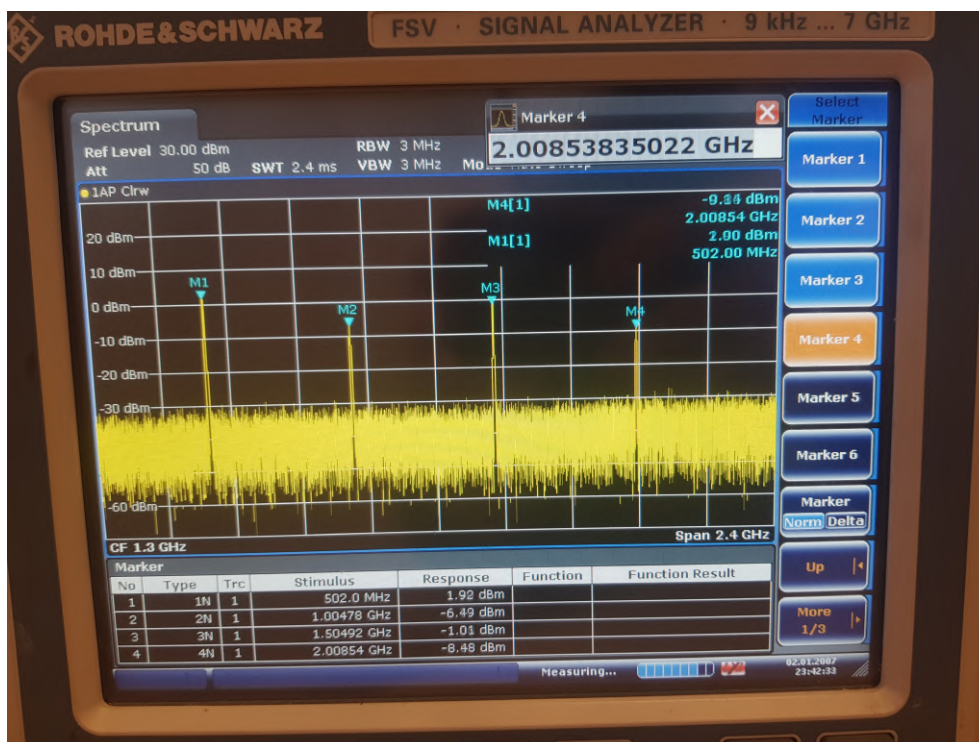 ROHDE&SCHWARZ
FSV · SIGNAL ANALYZER · 9 kHz ... 7 GHz
Spectrum
Ref Level 30.00 dBm
RBW 3 MHz
Att 50 dB SWT 2.4 ms VBW 3 MHz
Marker 4
2.00853835022 GHz
1AP Clrw
M4[1]
dBm
2.00854 GHz
M1[1]
dBm
502.00 MHz
20 dBm
10 dBm
0 dBm
-10 dBm
-20 dBm
-30 dBm
-60 dBm
M1
M2
M3
M4
CF 1.3 GHz
Span 2.4 GHz
Marker
No Type Trc Stimulus Response Function Function Result
1 1N 1 502.0 MHz 1.92 dBm
2 2N 1 1.00478 GHz -6.49 dBm
3 3N 1 1.50492 GHz -1.01 dBm
4 4N 1 2.00854 GHz -8.48 dBm
Measuring...
02.01.2007
23:42:33
Select
Marker
Marker 1
Marker 2
Marker 3
Marker 4
Marker 5
Marker 6
Marker
Norm Delta
Up
More
1/3